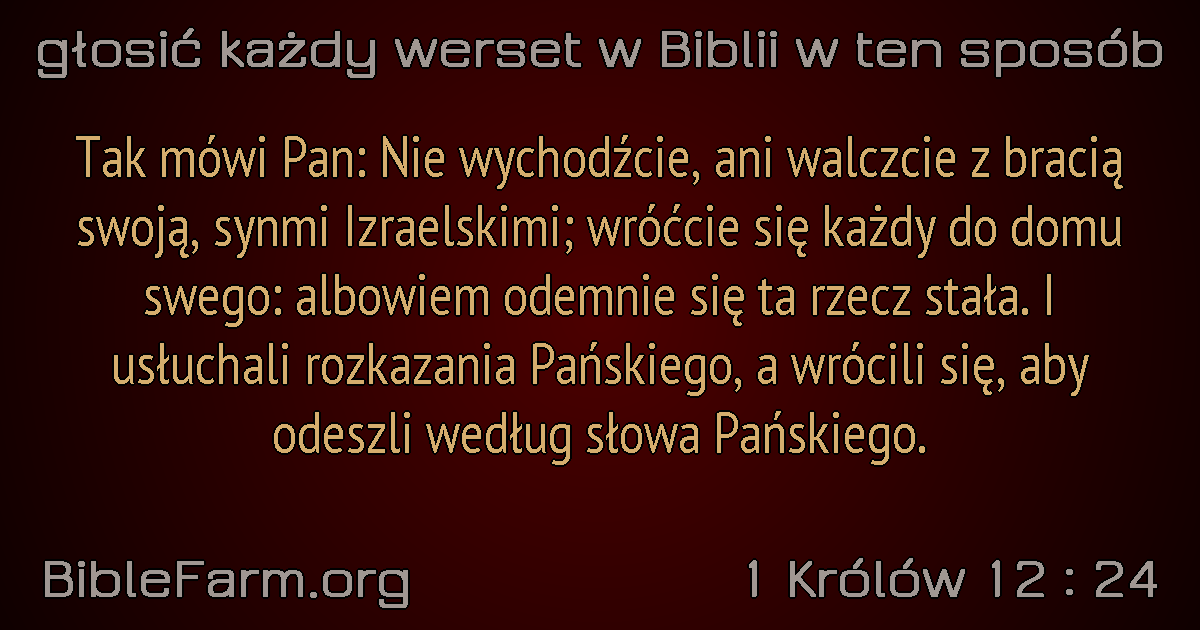 głosić każdy werset w Biblii w ten sposób
Tak mówi Pan: Nie wychodźcie, ani walczcie z bracią
swoją, synmi Izraelskimi; wróćcie się każdy do domu
swego: albowiem odemnie się ta rzecz stała. I
usłuchali rozkazania Pańskiego, a wrócili się, aby
odeszli według słowa Pańskiego.
BibleFarm.org
1 Królów 12 : 24